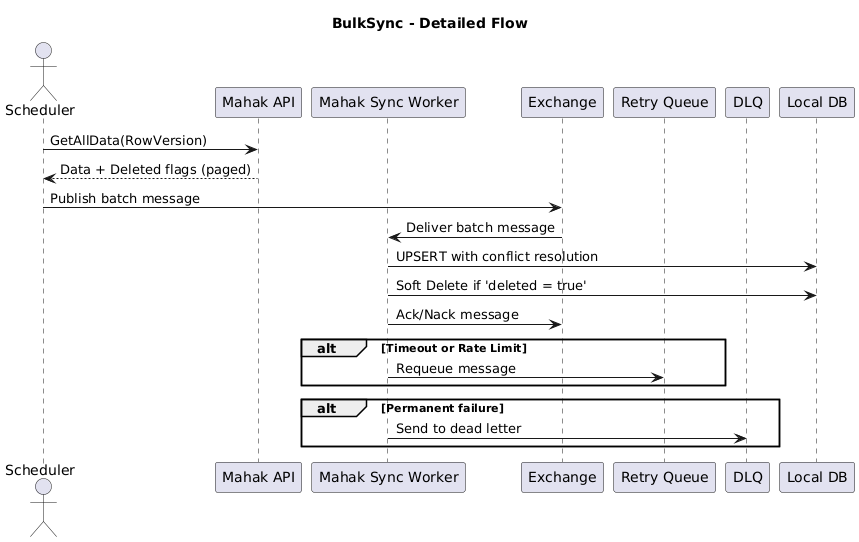 BulkSync - Detailed Flow
Scheduler
Mahak API
Mahak Sync Worker
Exchange
Retry Queue
DLQ
Local DB
GetAllData(RowVersion)
Data + Deleted flags (paged)
Publish batch message
Deliver batch message
UPSERT with conflict resolution
Soft Delete if 'deleted = true'
Ack/Nack message
alt [Timeout or Rate Limit]
Requeue message
alt [Permanent failure]
Send to dead letter
Scheduler
Mahak API
Mahak Sync Worker
Exchange
Retry Queue
DLQ
Local DB